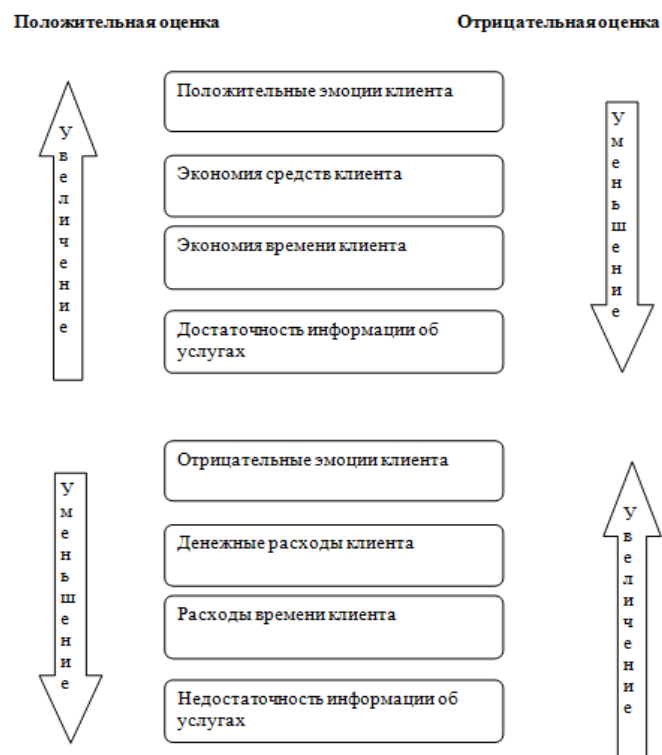 Положительная оценка
Отрицательная оценка
Увеличение
Положительные эмоции клиента
Экономия средств клиента
Экономия времени клиента
Достаточность информации об
услугах
Уменьшение
Уменьшение
Отрицательные эмоции клиента
Денежные расходы клиента
Расходы времени клиента
Недостаточность информации об
услугах
Увеличение